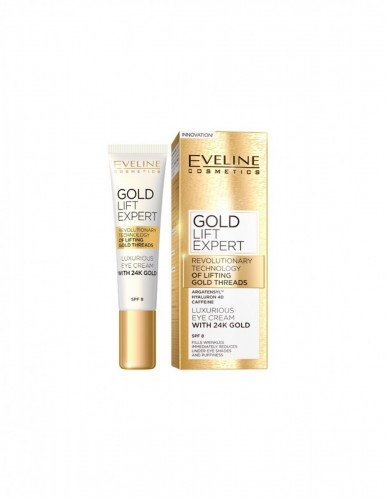 EVELINE
COSMETICS
GOLD
LIFT
EXPERT
REVOLUTIONARY
TECHNOLOGY
OF LIFTING
GOLD THREADS
LUXURIOUS
EYE CREAM
WITH 24K GOLD
SPF 8
INNOVATION!
EVELINE
COSMETICS
GOLD
LIFT
EXPERT
REVOLUTIONARY
TECHNOLOGY
OF LIFTING
GOLD THREADS
ARGATENSYL™
HYALURON 4D
CAFFEINE
LUXURIOUS
EYE CREAM
WITH 24K GOLD
SPF 8
FILLS WRINKLES
IMMEDIATELY REDUCES
UNDER EYE SHADES
AND PUFFINESS